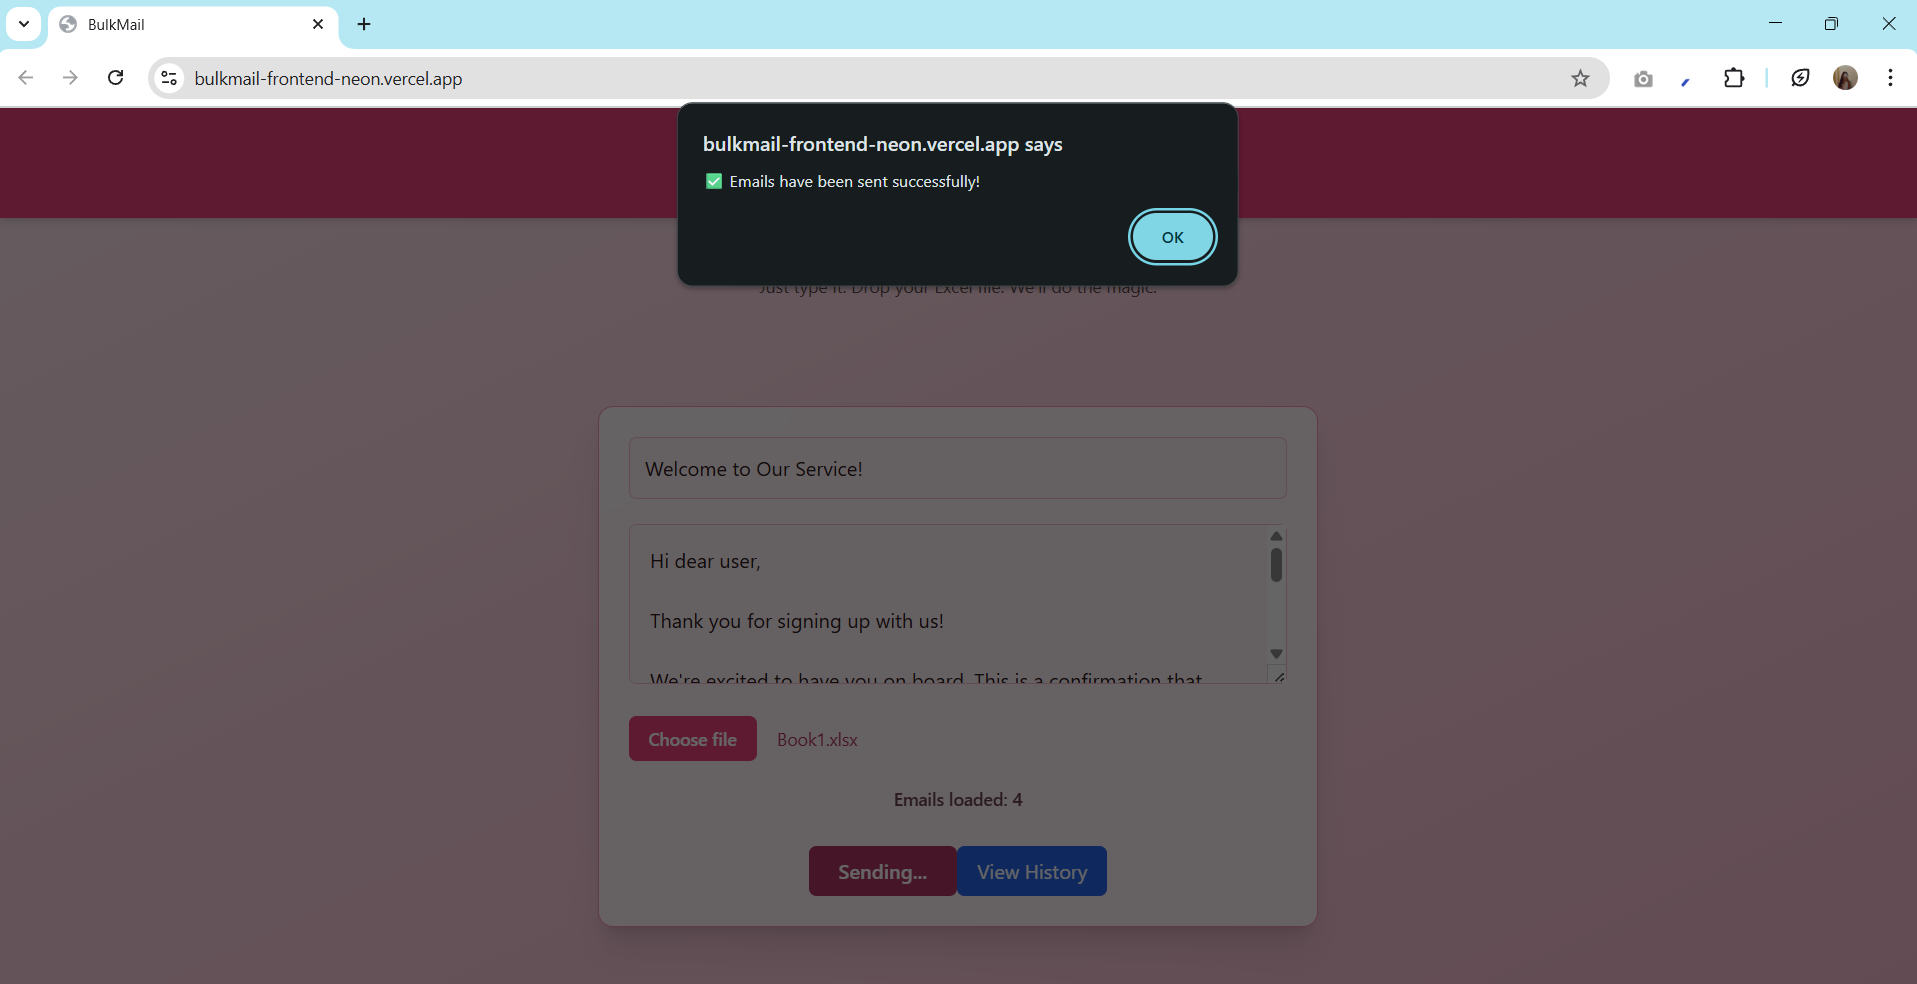 BulkMail
bulkmail-frontend-neon.vercel.app
bulkmail-frontend-neon.vercel.app says
✅ Emails have been sent successfully!
OK
Just type it. Drop your Excel file. We'll do the magic.
Welcome to Our Service!
Hi dear user,
Thank you for signing up with us!
We're excited to have you on board. This is a confirmation that
Choose file
Book1.xlsx
Emails loaded: 4
Sending...
View History